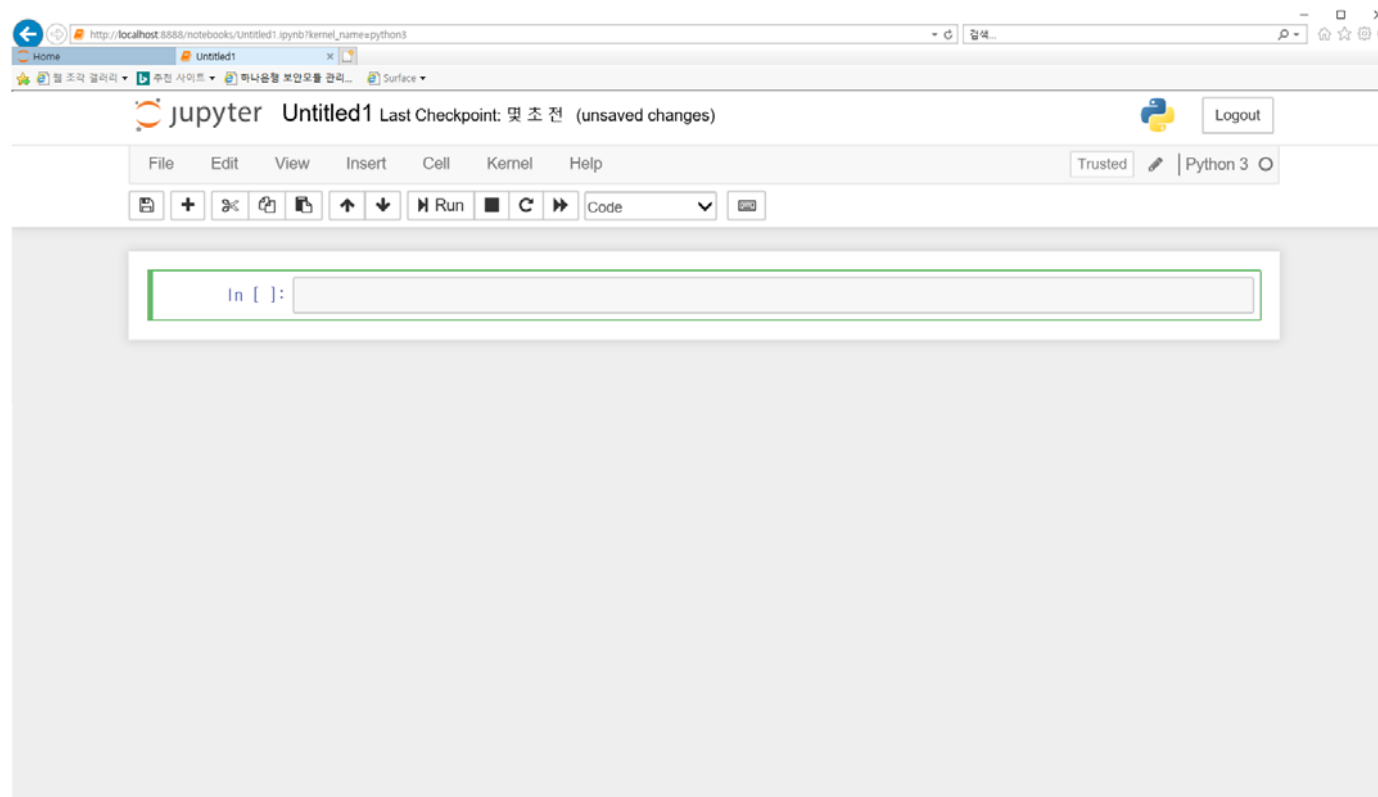 http://localhost:8888/notebooks/Untitled1.ipynb?kernel_name=python3 검색...
Home Untitled1
웹 조각 갤러리 추천 사이트 하나은행 보안모듈 관리... Surface
jupyter Untitled1 Last Checkpoint: 몇 초 전 (unsaved changes) Logout
File Edit View Insert Cell Kernel Help Trusted Python 3
Run Code
In [ ]: